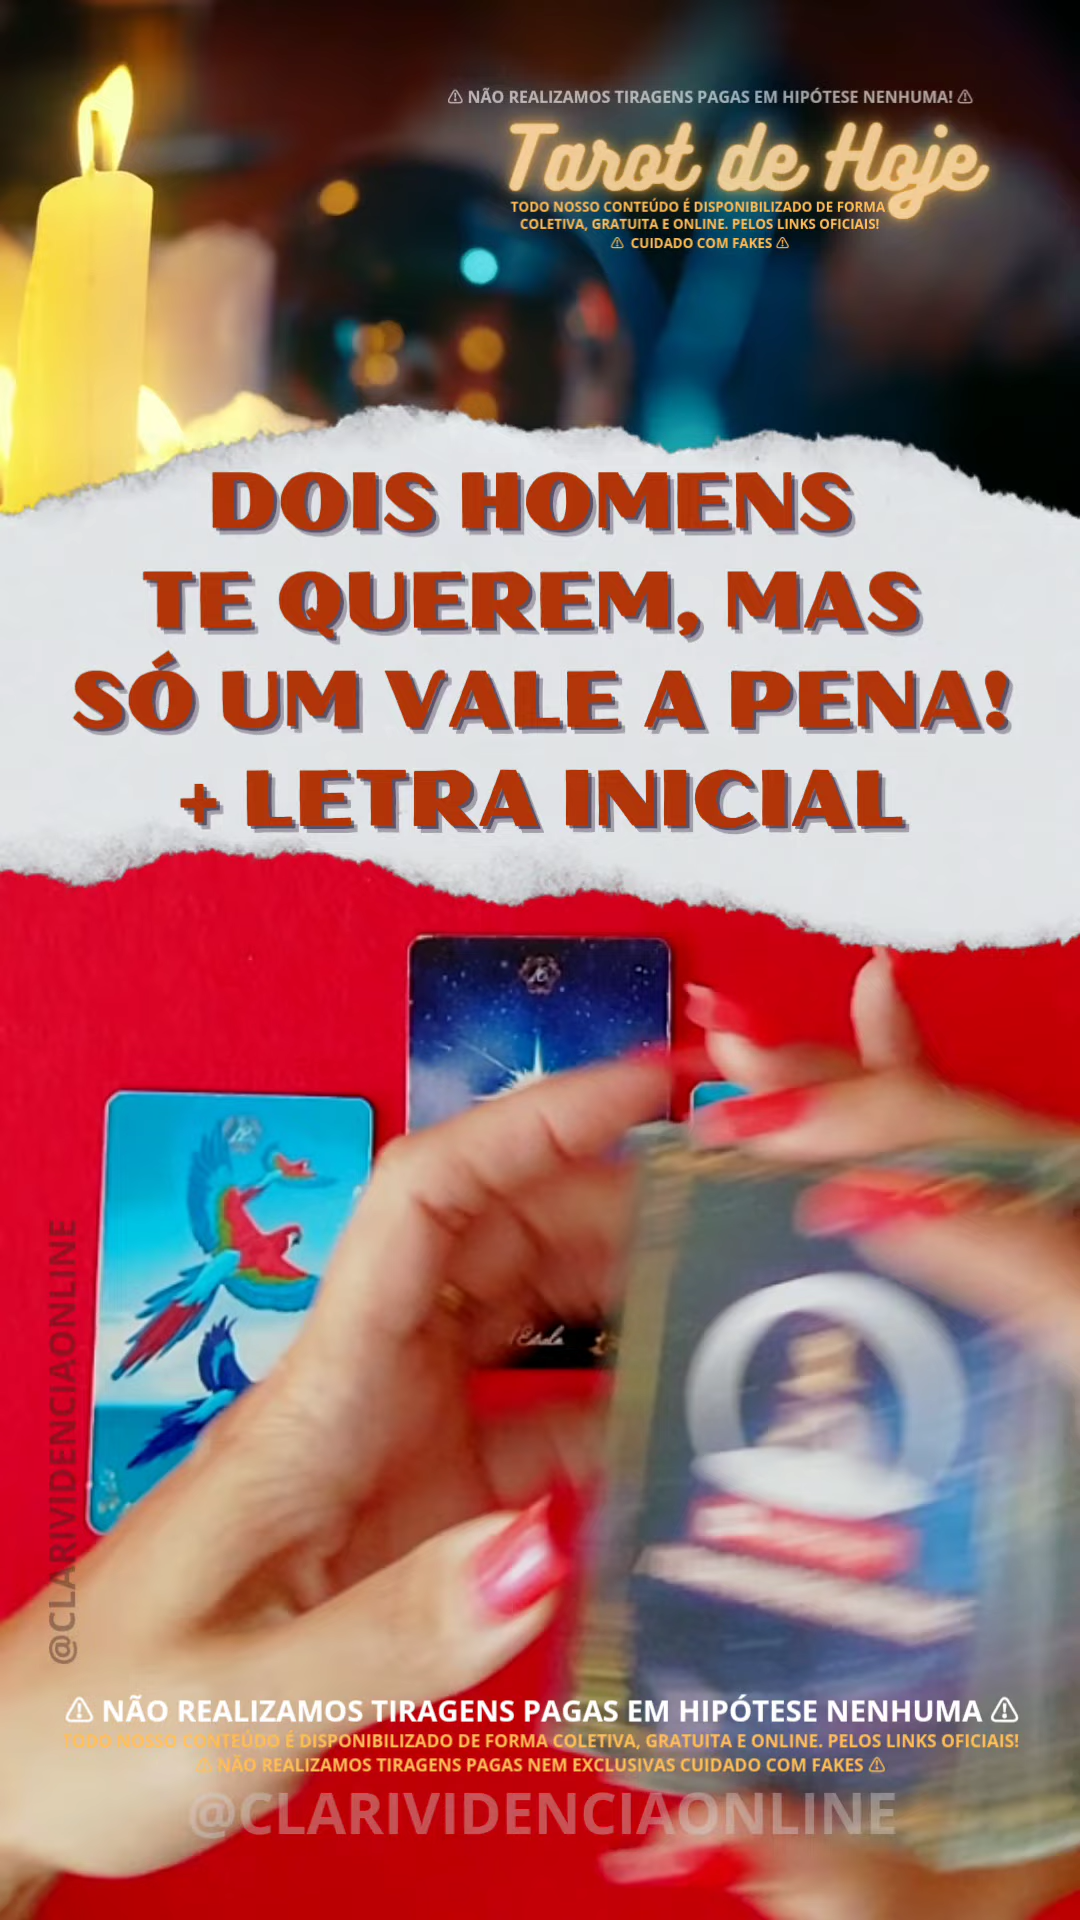 ⚠ NÃO REALIZAMOS TIRAGENS PAGAS EM HIPÓTESE NENHUMA! ⚠
Tarot de Hoje
TODO NOSSO CONTEÚDO É DISPONIBILIZADO DE FORMA
COLETIVA, GRATUITA E ONLINE. PELOS LINKS OFICIAIS!
⚠ CUIDADO COM FAKES ⚠
DOIS HOMENS
TE QUEREM, MAS
SÓ UM VALE A PENA!
+ LETRA INICIAL
@CLARIVIDENCIAONLINE
⚠ NÃO REALIZAMOS TIRAGENS PAGAS EM HIPÓTESE NENHUMA ⚠
TODO NOSSO CONTEÚDO É DISPONIBILIZADO DE FORMA COLETIVA, GRATUITA E ONLINE. PELOS LINKS OFICIAIS!
⚠ NÃO REALIZAMOS TIRAGENS PAGAS NEM EXCLUSIVAS CUIDADO COM FAKES ⚠
@CLARIVIDENCIAONLINE